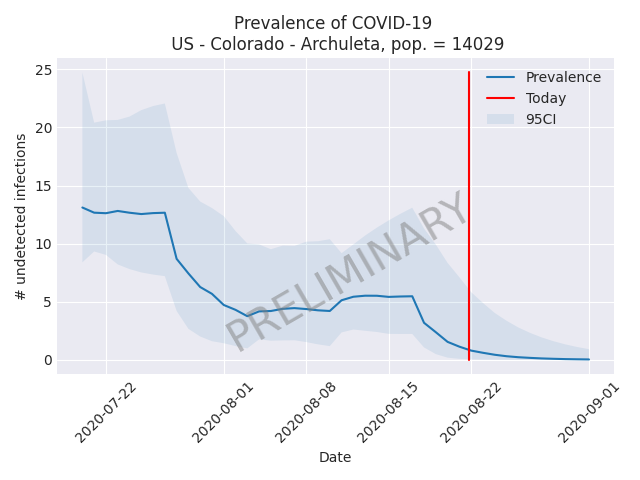 Prevalence of COVID-19
US - Colorado - Archuleta, pop. = 14029
25
20
15
10
5
0
# undetected infections
Prevalence
Today
95CI
PRELIMINARY
2020-07-22
2020-08-01
2020-08-08
2020-08-15
2020-08-22
2020-09-01
Date